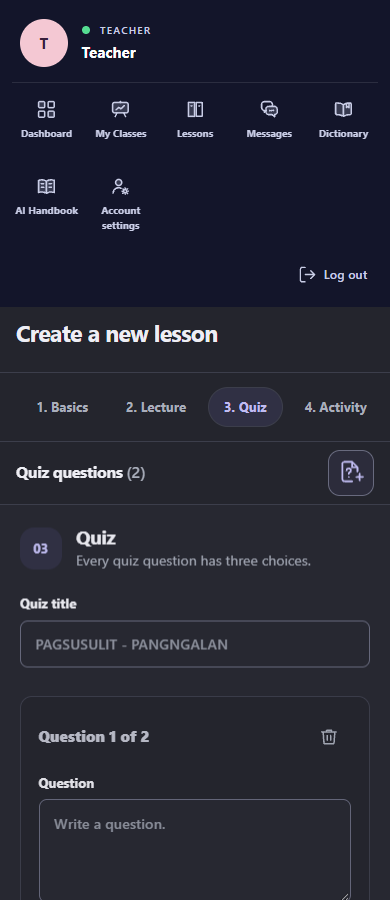 T
TEACHER
Teacher
Dashboard
My Classes
Lessons
Messages
Dictionary
AI Handbook
Account
settings
Log out
Create a new lesson
1. Basics
2. Lecture
3. Quiz
4. Activity
Quiz questions (2)
03
Quiz
Every quiz question has three choices.
Quiz title
PAGSUSULIT - PANGNGALAN
Question 1 of 2
Question
Write a question.